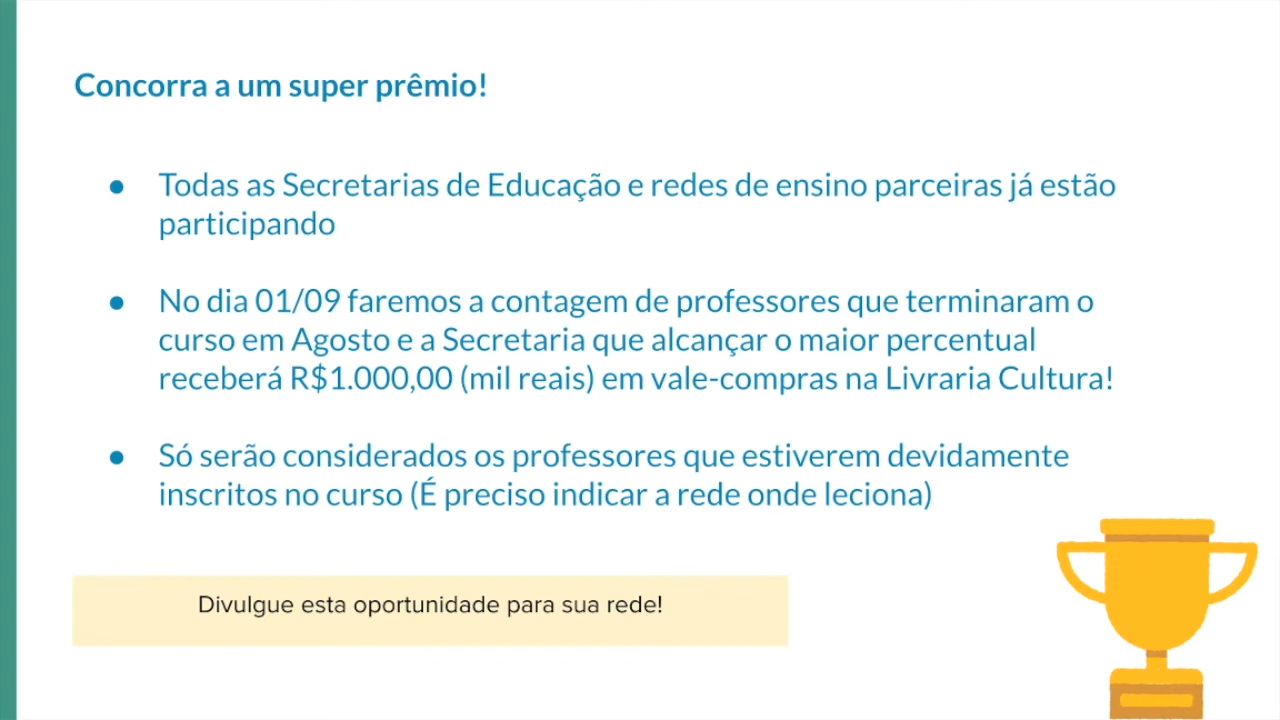 Concorra a um super prêmio!
● Todas as Secretarias de Educação e redes de ensino parceiras já estão
participando
● No dia 01/09 faremos a contagem de professores que terminaram o
curso em Agosto e a Secretaria que alcançar o maior percentual
receberá R$1.000,00 (mil reais) em vale-compras na Livraria Cultura!
● Só serão considerados os professores que estiverem devidamente
inscritos no curso (É preciso indicar a rede onde leciona)
Divulgue esta oportunidade para sua rede!